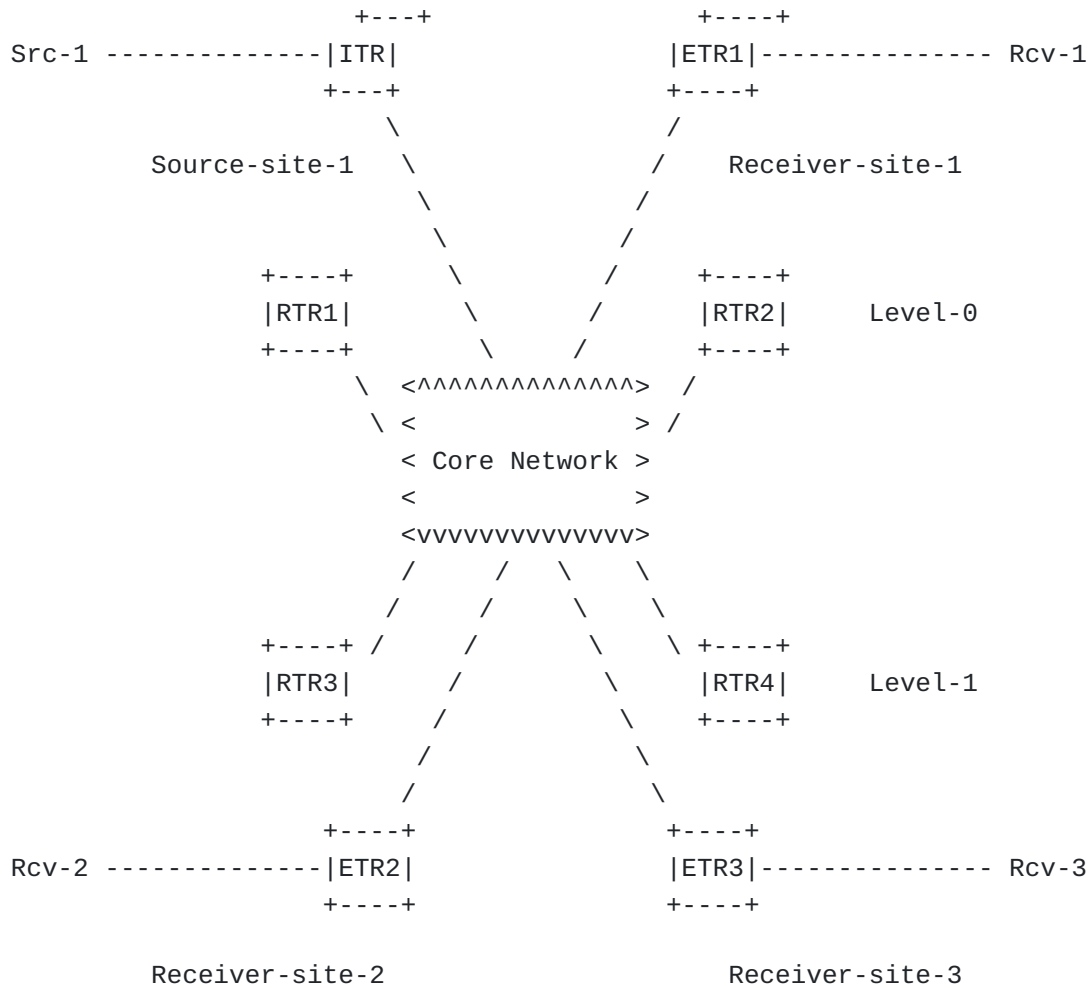 +---+                 +----+
Src-1 --------------|ITR|                 |ETR1|--------------- Rcv-1
                    +---+                 +----+
                        \                 /
         Source-site-1   \               /    Receiver-site-1
                          \             /
                           \           /
                +----+      \         /     +----+
                |RTR1|       \       /      |RTR2|     Level-0
                +----+        \     /       +----+
                      \  <^^^^^^^^^^^^^^>  /
                       \ <              > /
                         < Core Network >
                         <              >
                         <vvvvvvvvvvvvvv>
                         /     /   \    \
                        /     /     \    \
                +----+ /     /       \    \ +----+
                |RTR3|      /         \     |RTR4|     Level-1
                +----+     /           \    +----+
                          /             \
                         /               \
                    +----+                +----+
Rcv-2 --------------|ETR2|                |ETR3|--------------- Rcv-3
                    +----+                +----+
         Receiver-site-2                      Receiver-site-3